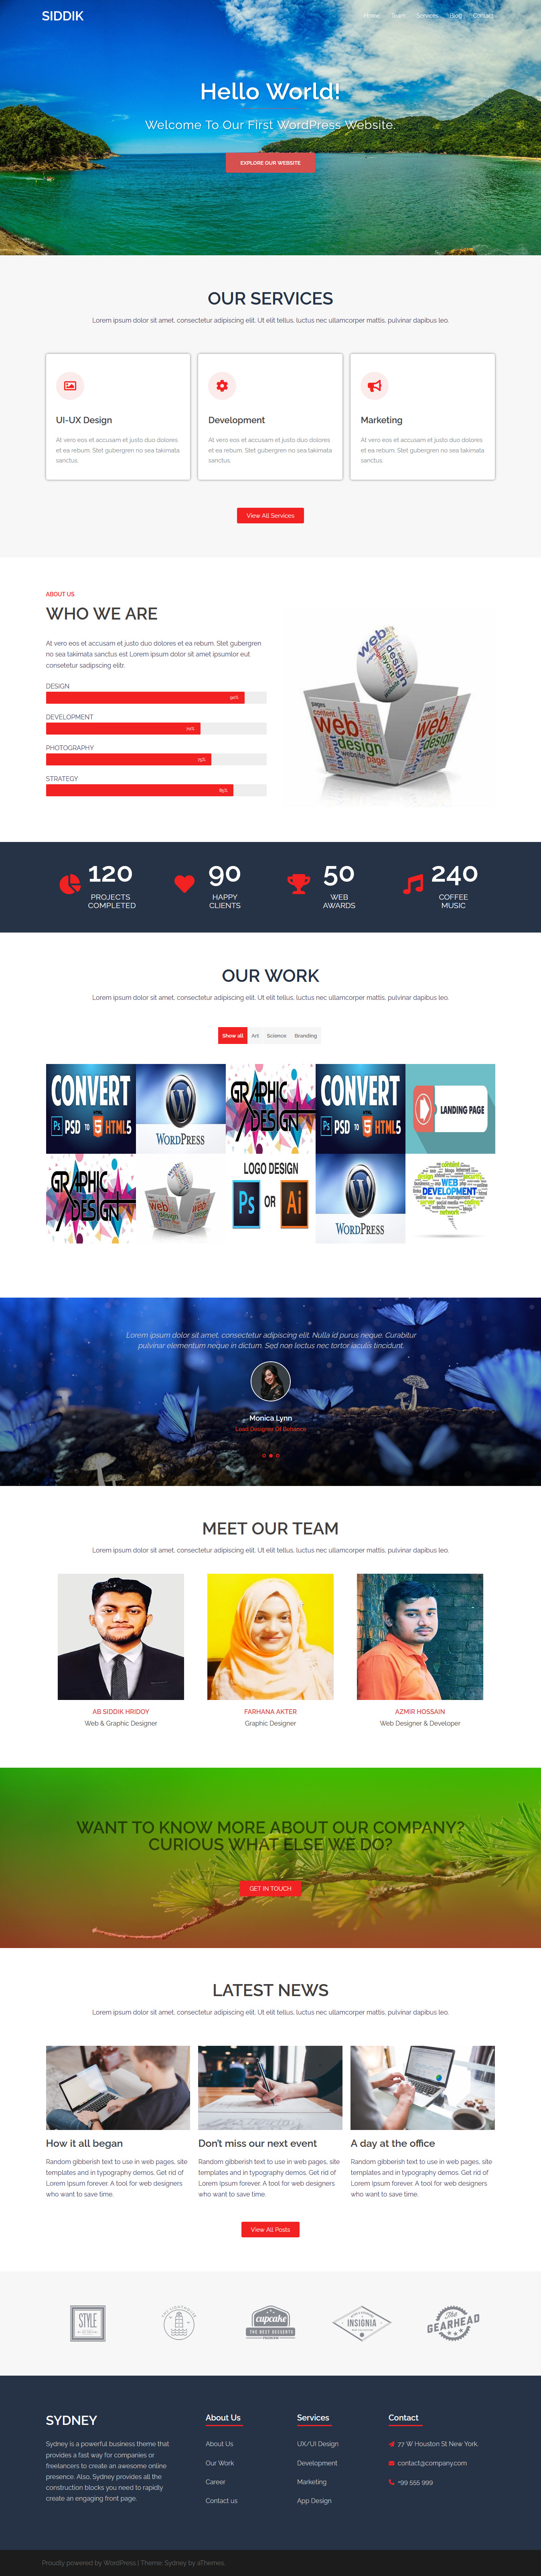 SIDDIK
Home Team Services Blog Contact
Hello World!
Welcome To Our First WordPress Website.
EXPLORE OUR WEBSITE
OUR SERVICES
Lorem ipsum dolor sit amet, consectetur adipiscing elit. Ut elit tellus, luctus nec ullamcorper mattis, pulvinar dapibus leo.
UI-UX Design
At vero eos et accusam et justo duo dolores
et ea rebum. Stet gubergren no sea takimata
sanctus.
Development
At vero eos et accusam et justo duo dolores
et ea rebum. Stet gubergren no sea takimata
sanctus.
Marketing
At vero eos et accusam et justo duo dolores
et ea rebum. Stet gubergren no sea takimata
sanctus.
View All Services
ABOUT US
WHO WE ARE
At vero eos et accusam et justo duo dolores et ea rebum. Stet gubergren
no sea takimata sanctus est Lorem ipsum dolor sit amet ipsumlor eut
consetetur sadipscing elitr.
DESIGN
90%
DEVELOPMENT
70%
PHOTOGRAPHY
75%
STRATEGY
85%
web
design
content
web
design
web
design
120
PROJECTS
COMPLETED
90
HAPPY
CLIENTS
50
WEB
AWARDS
240
COFFEE
MUSIC
OUR WORK
Lorem ipsum dolor sit amet, consectetur adipiscing elit. Ut elit tellus, luctus nec ullamcorper mattis, pulvinar dapibus leo.
Show all Art Science Branding
CONVERT
Ps PSD TO HTML5
WORDPRESS
GRAPHIC
DESIGN
CONVERT
Ps PSD TO HTML5
LANDING PAGE
GRAPHIC
DESIGN
LOGO DESIGN
Ps OR Ai
WORDPRESS
WEB
DEVELOPMENT
Lorem ipsum dolor sit amet, consectetur adipiscing elit. Nulla id purus neque. Curabitur
pulvinar elementum neque in dictum. Sed non lectus nec tortor iaculis tincidunt.
Monica Lynn
Lead Designer Of Behance
MEET OUR TEAM
Lorem ipsum dolor sit amet, consectetur adipiscing elit. Ut elit tellus, luctus nec ullamcorper mattis, pulvinar dapibus leo.
AB SIDDIK HRIDOY
Web & Graphic Designer
FARHANA AKTER
Graphic Designer
AZMIR HOSSAIN
Web Designer & Developer
WANT TO KNOW MORE ABOUT OUR COMPANY?
CURIOUS WHAT ELSE WE DO?
GET IN TOUCH
LATEST NEWS
Lorem ipsum dolor sit amet, consectetur adipiscing elit. Ut elit tellus, luctus nec ullamcorper mattis, pulvinar dapibus leo.
How it all began
Random gibberish text to use in web pages, site
templates and in typography demos. Get rid of
Lorem Ipsum forever. A tool for web designers
who want to save time.
Don't miss our next event
Random gibberish text to use in web pages, site
templates and in typography demos. Get rid of
Lorem Ipsum forever. A tool for web designers
who want to save time.
A day at the office
Random gibberish text to use in web pages, site
templates and in typography demos. Get rid of
Lorem Ipsum forever. A tool for web designers
who want to save time.
View All Posts
STYLE
THE LIGHTHOUSE
cupcake
THE BEST DESSERTS
PREMIUM
INSIGNIA
The
GEARHEAD
SYDNEY
Sydney is a powerful business theme that
provides a fast way for companies or
freelancers to create an awesome online
presence. Also, Sydney provides all the
construction blocks you need to rapidly
create an engaging front page.
About Us
About Us
Our Work
Career
Contact us
Services
UX/UI Design
Development
Marketing
App Design
Contact
77 W Houston St New York
contact@company.com
+99 555 999
Proudly powered by WordPress | Theme: Sydney by aThemes.